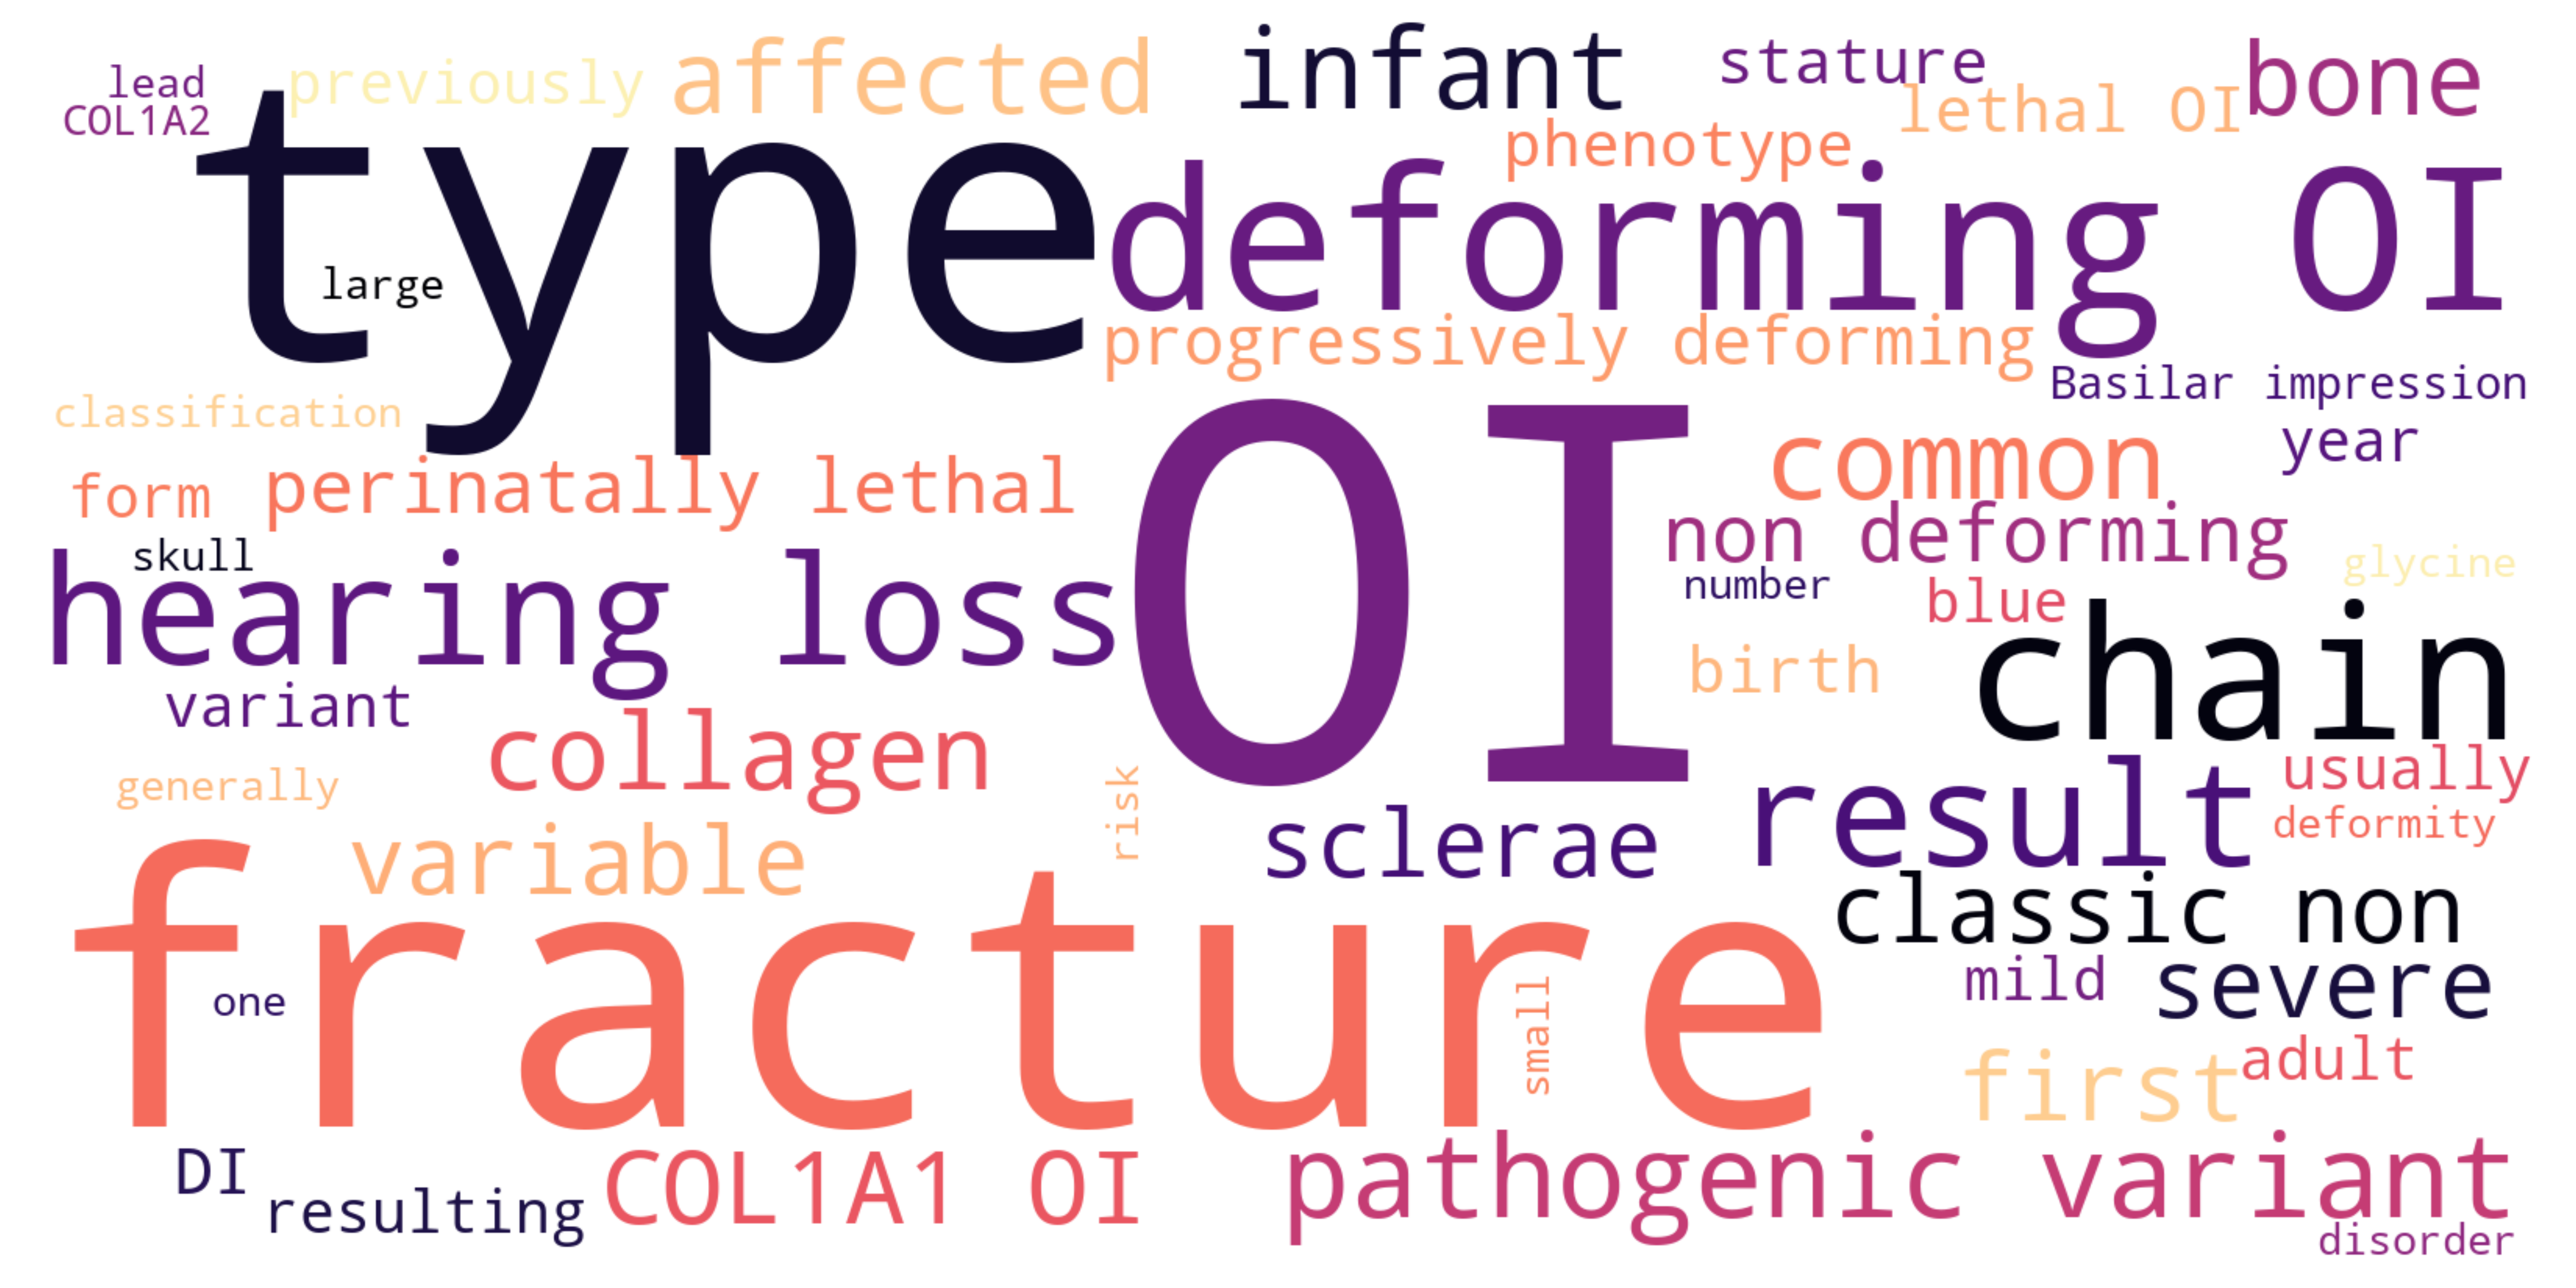 lead
previously
affected
infant
stature
bone
COL1A2
lethal OI
phenotype
type
deforming OI
large
progressively deforming
Basilar impression
classification
OI
common
year
form
perinatally lethal
non deforming
skull
hearing loss
number
blue
glycine
birth
chain
variant
collagen
generally
risk
result
usually
deformity
variable
sclerae
fracture
classic non
one
small
mild
severe
first
adult
DI
resulting
COL1A1 OI
pathogenic variant
disorder